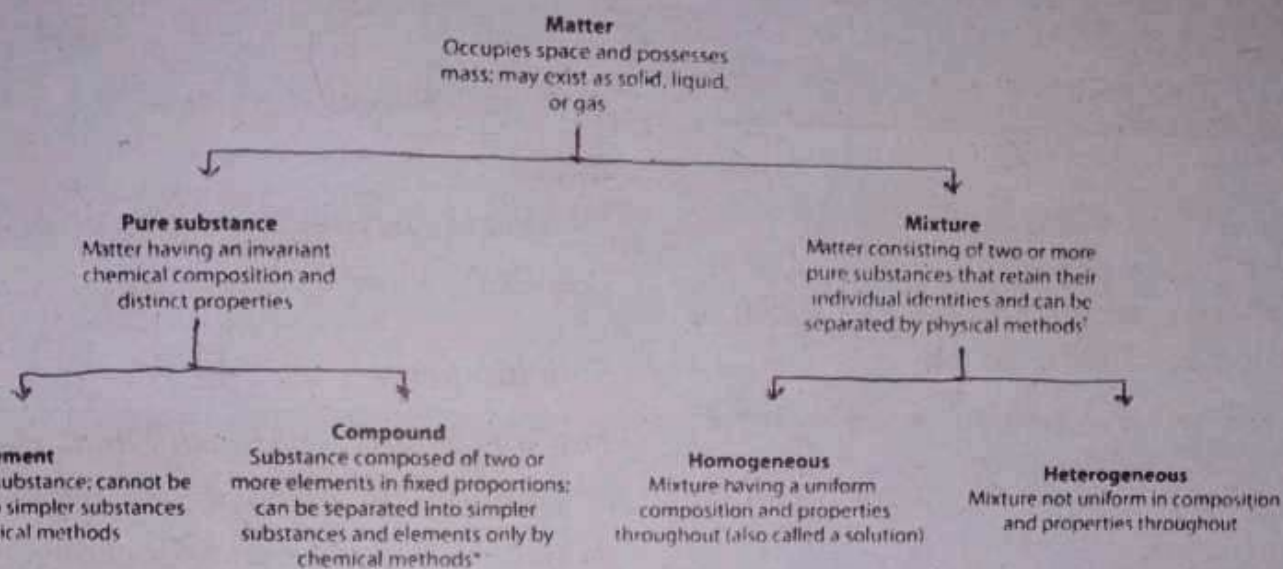 Matter
Occupies space and possesses
mass; may exist as solid, liquid,
or gas
Pure substance
Matter having an invariant
chemical composition and
distinct properties
Mixture
Matter consisting of two or more
pure substances that retain their
individual identities and can be
separated by physical methods
ement
ubstance; cannot be
simpler substances
ical methods
Compound
Substance composed of two or
more elements in fixed proportions;
can be separated into simpler
substances and elements only by
chemical methods*
Homogeneous
Mixture having a uniform
composition and properties
throughout (also called a solution)
Heterogeneous
Mixture not uniform in composition
and properties throughout